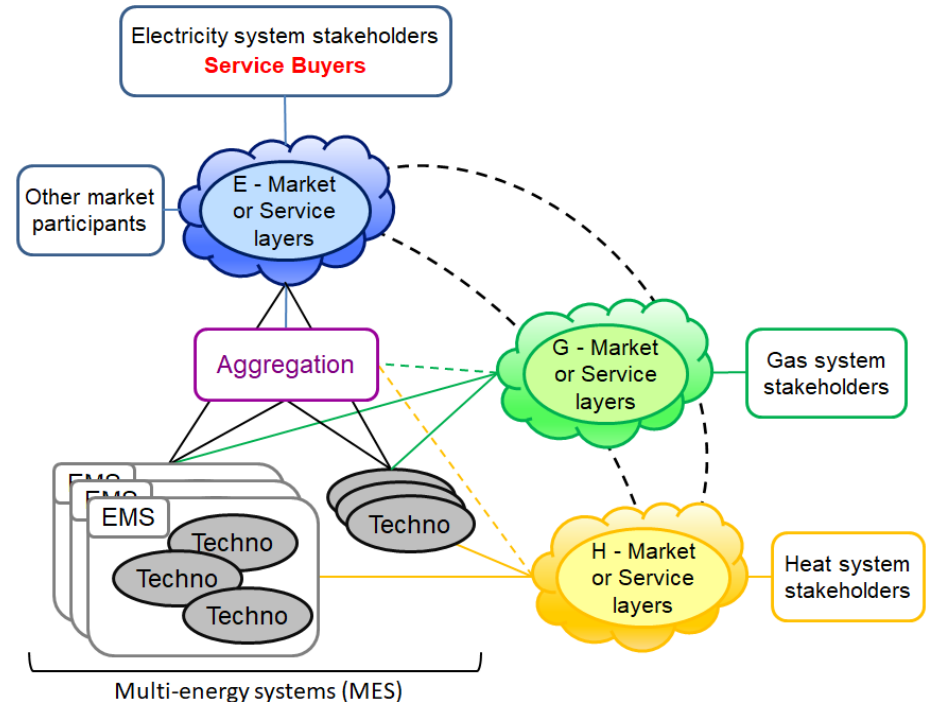 Electricity system stakeholders
Service Buyers
Other market
participants
E - Market
or Service
layers
Aggregation
G - Market
or Service
layers
Gas system
stakeholders
EMS
EMS
EMS
Techno
Techno
Techno
Techno
H - Market
or Service
layers
Heat system
stakeholders
Multi-energy systems (MES)